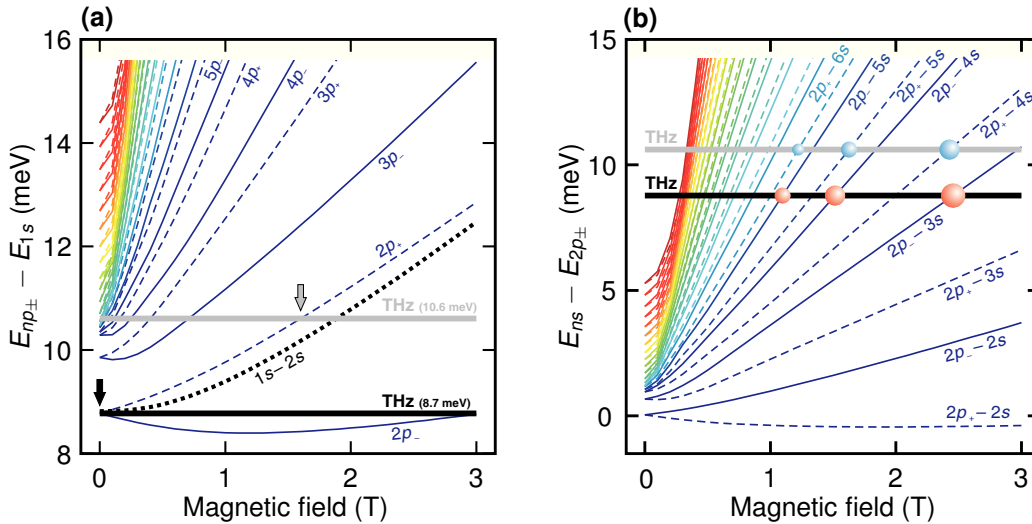 (a)
16
14
12
10
8
0
1
2
3
E_{np±} − E_{1s} (meV)
Magnetic field (T)
5p₋
4p₊
4p₋
3p₊
3p₋
2p₊
THz (10.6 meV)
1s−2s
THz (8.7 meV)
2p₋
(b)
15
10
5
0
0
1
2
3
E_{ns} − E_{2p±} (meV)
Magnetic field (T)
2p₊−6s
2p₋−5s
2p₊−5s
2p₋−4s
2p₊−4s
THz
THz
2p₋−3s
2p₊−3s
2p₋−2s
2p₊−2s